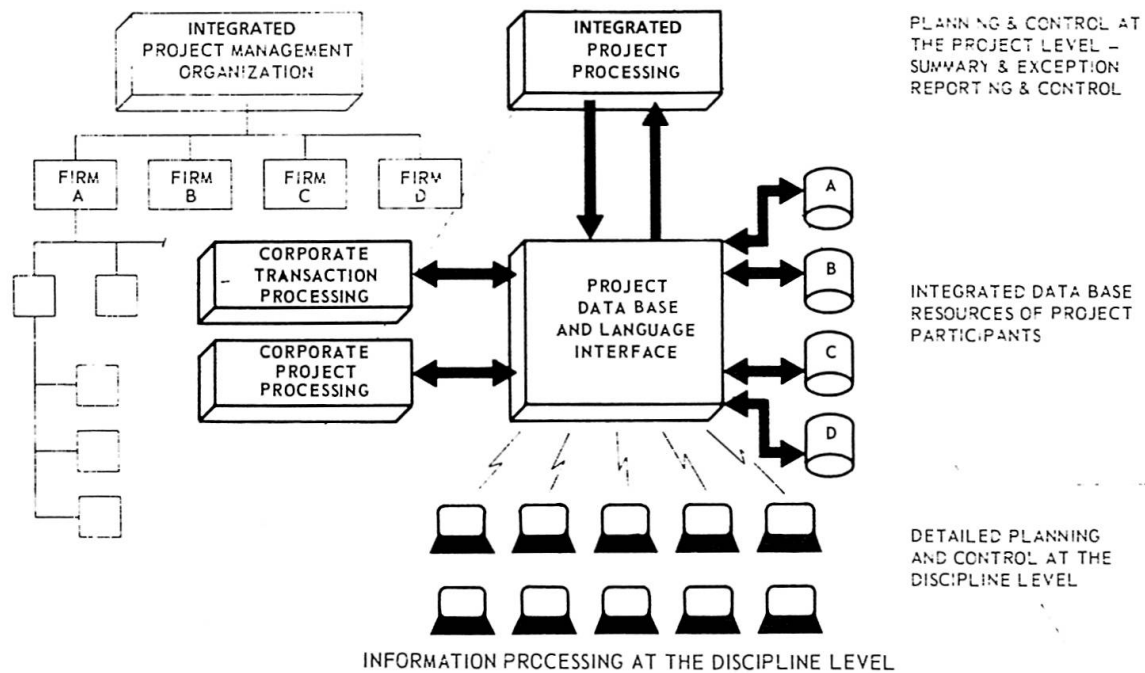 INTEGRATED
PROJECT MANAGEMENT
ORGANIZATION
INTEGRATED
PROJECT
PROCESSING
PLANNING & CONTROL AT
THE PROJECT LEVEL –
SUMMARY & EXCEPTION
REPORTING & CONTROL
FIRM
A
FIRM
B
FIRM
C
FIRM
D
CORPORATE
TRANSACTION
PROCESSING
CORPORATE
PROJECT
PROCESSING
PROJECT
DATA BASE
AND LANGUAGE
INTERFACE
A
B
C
D
INTEGRATED DATA BASE
RESOURCES OF PROJECT
PARTICIPANTS
DETAILED PLANNING
AND CONTROL AT THE
DISCIPLINE LEVEL
INFORMATION PROCESSING AT THE DISCIPLINE LEVEL